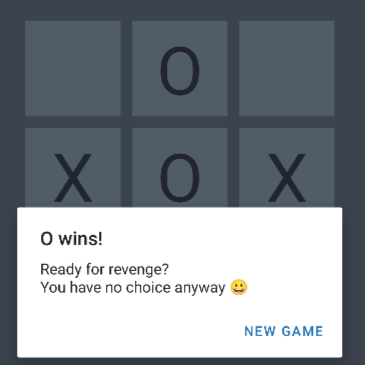 O
X O X
O wins!
Ready for revenge?
You have no choice anyway 😀
NEW GAME